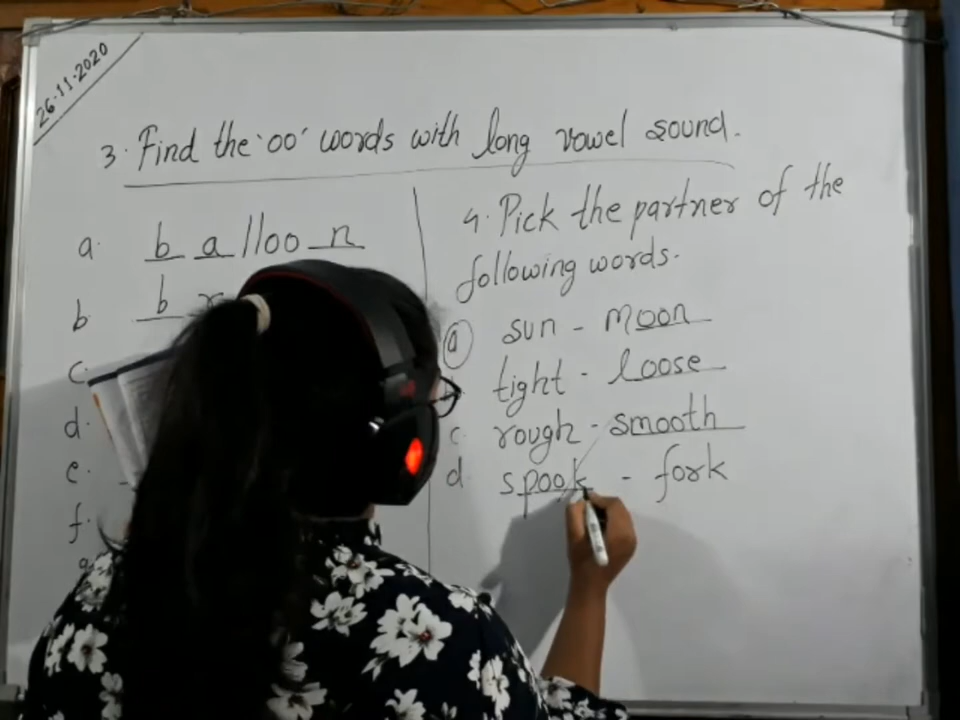 26.11.2020
3. Find the 'oo' words with long vowel sound.
a. balloon
b b
c.
d.
e.
f.
4. Pick the partner of the
following words.
a sun - moon
tight - loose
c. rough - smooth
d spook - fork